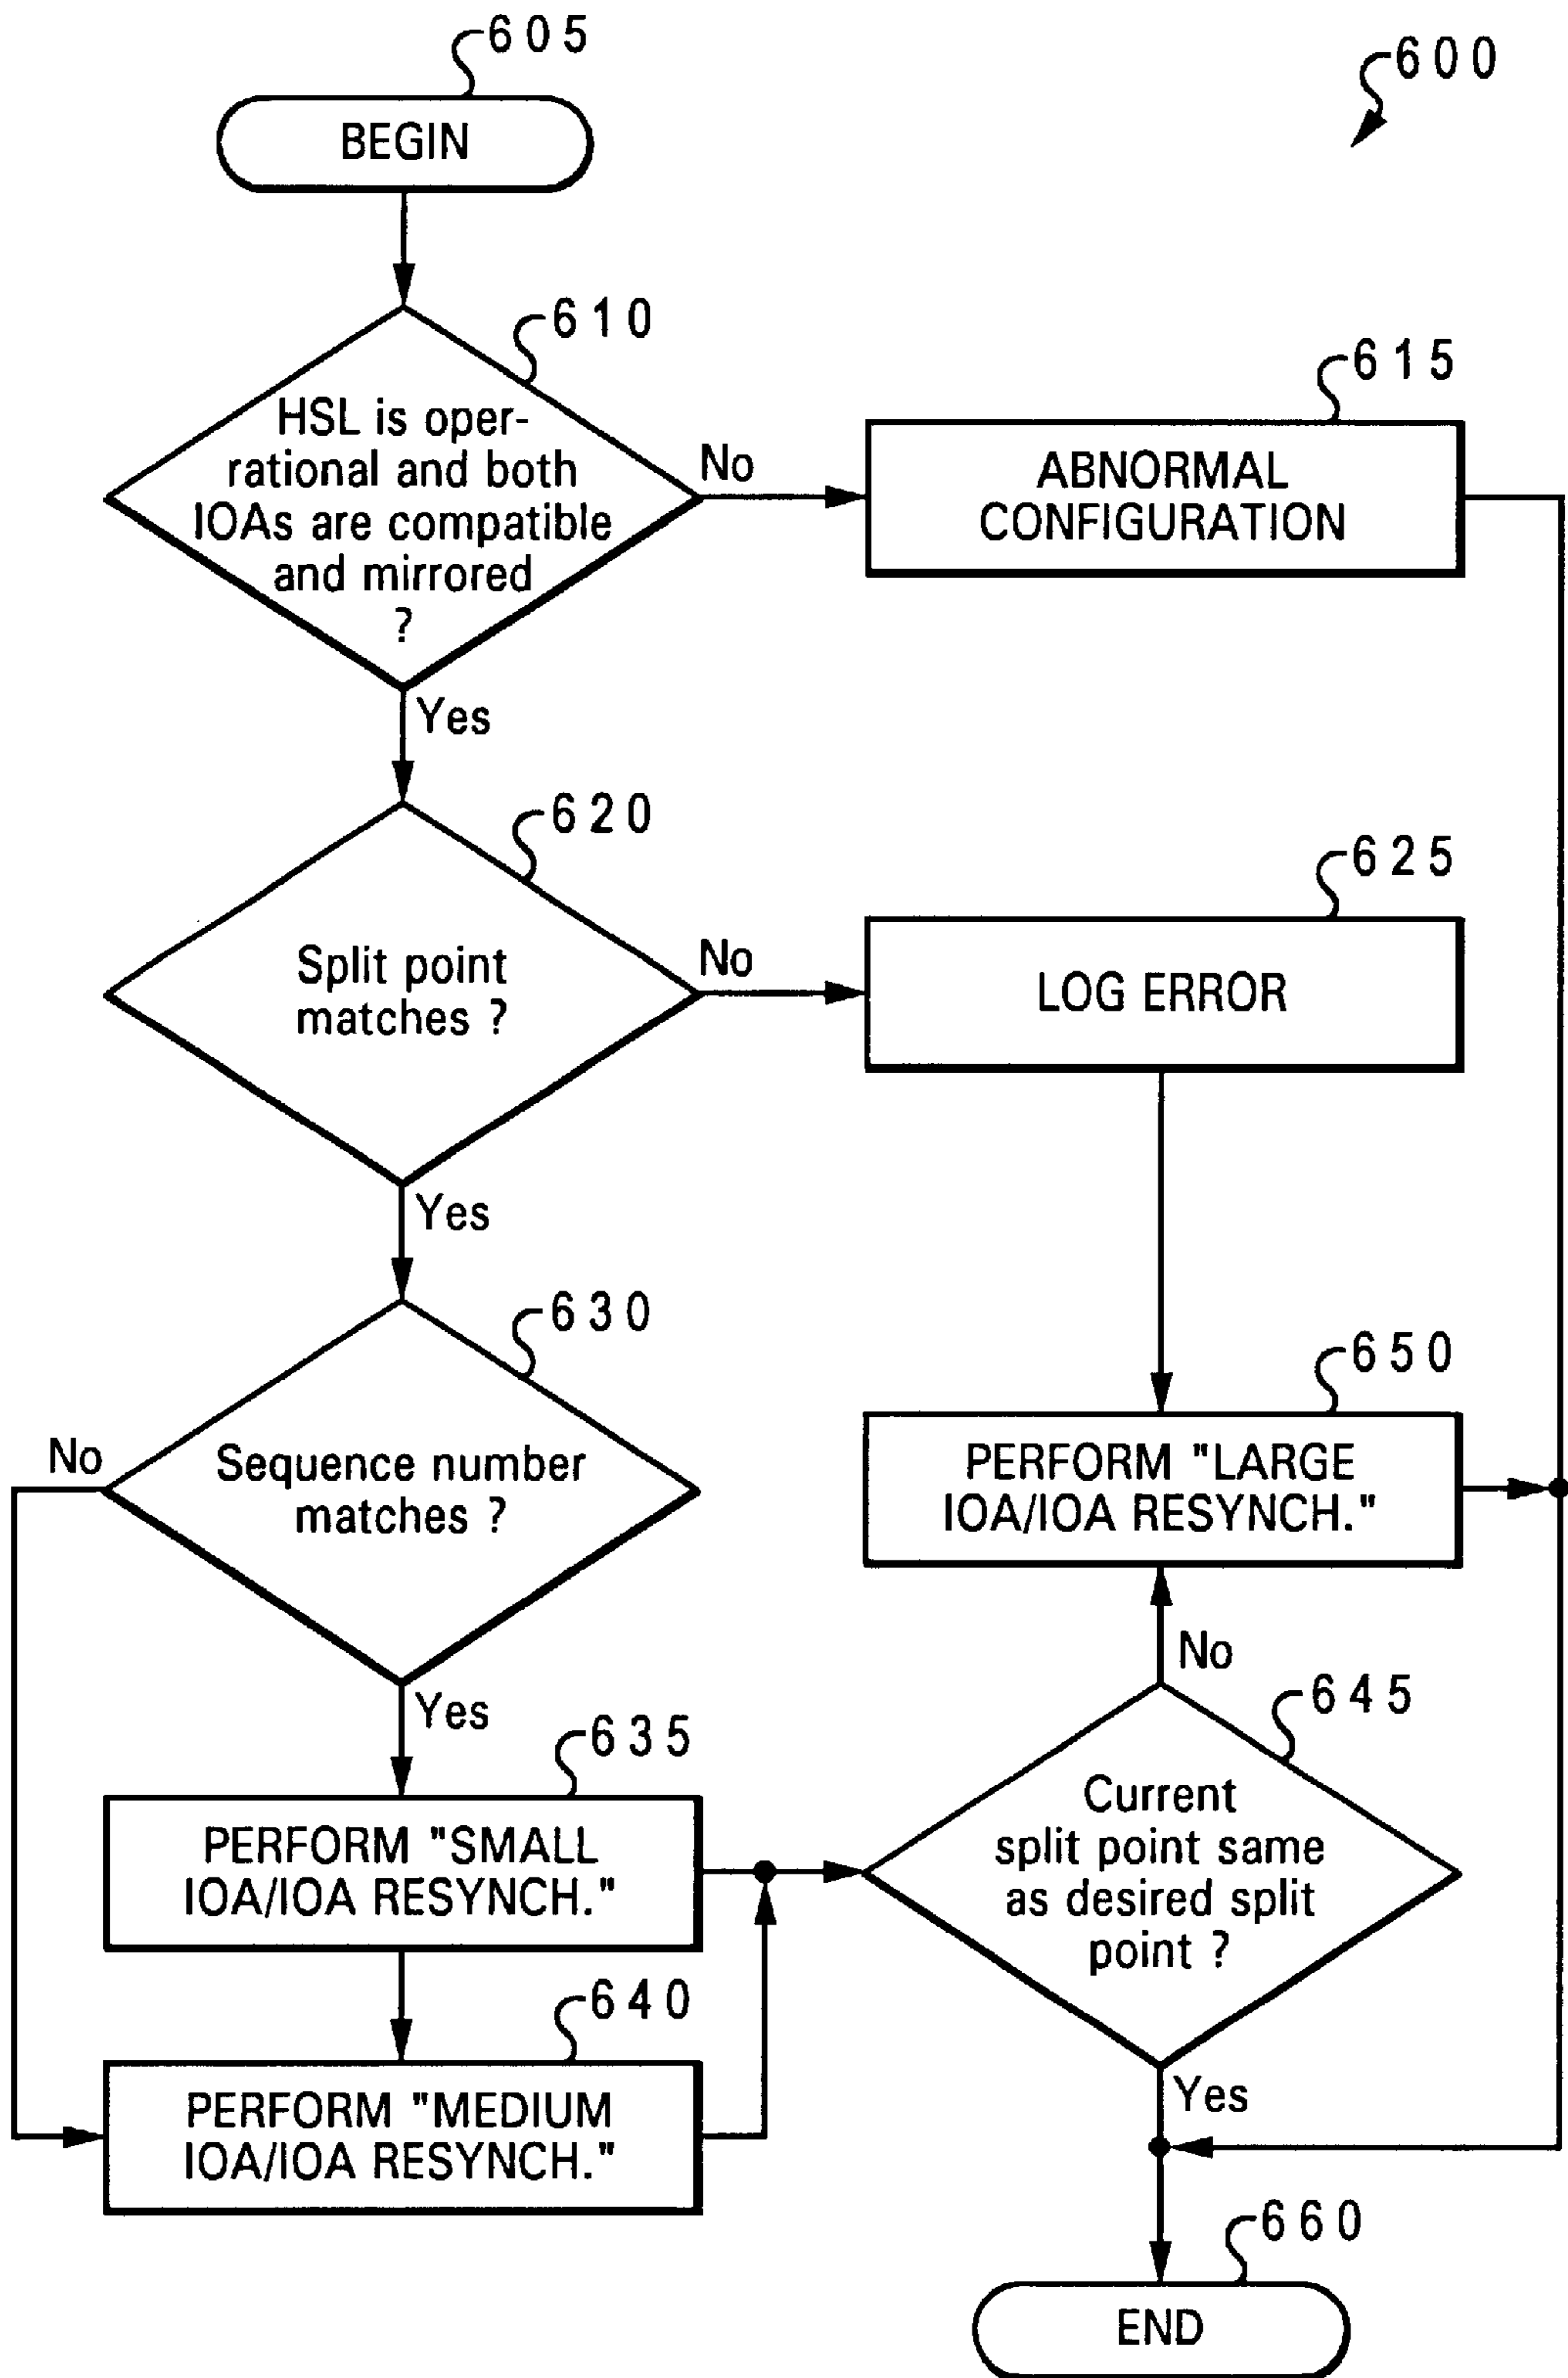 605
600
BEGIN
610
HSL is oper-
rational and both
IOAs are compatible
and mirrored
?
No
615
ABNORMAL
CONFIGURATION
Yes
620
Split point
matches ?
No
625
LOG ERROR
Yes
630
Sequence number
matches ?
No
650
PERFORM "LARGE
IOA/IOA RESYNCH."
No
Yes
635
PERFORM "SMALL
IOA/IOA RESYNCH."
645
Current
split point same
as desired split
point ?
640
PERFORM "MEDIUM
IOA/IOA RESYNCH."
Yes
660
END